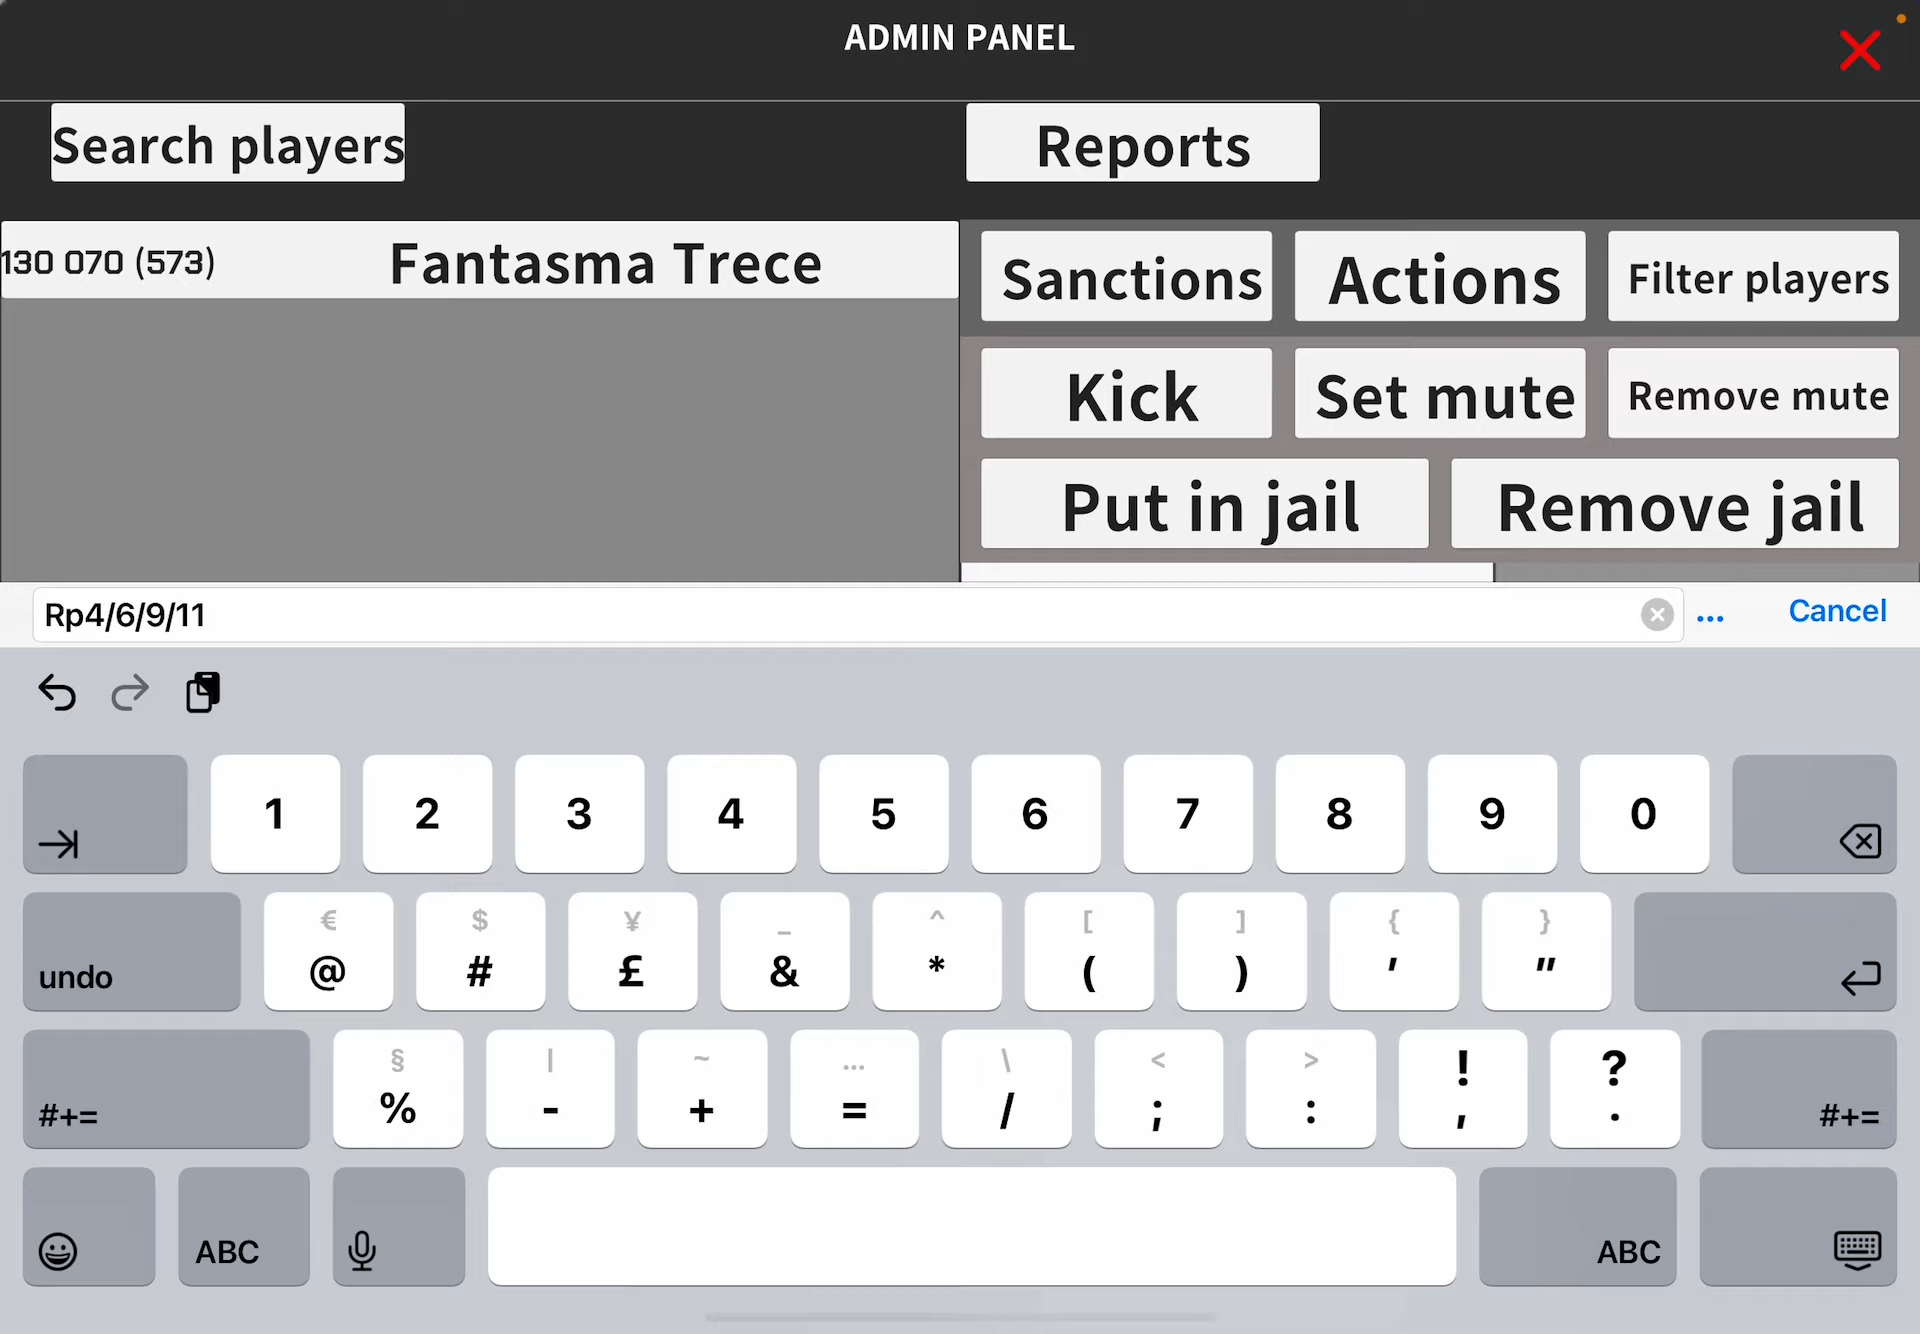 ADMIN PANEL
Search players
Reports
130 070 (573)
Fantasma Trece
Sanctions
Actions
Filter players
Kick
Set mute
Remove mute
Put in jail
Remove jail
Rp4/6/9/11
...
Cancel
1 2 3 4 5 6 7 8 9 0
€ $ ¥ _ ^ [ ] { }
undo @ # £ & * ( ) ' "
§ | ~ ... \ < > ! ?
#+= % - + = / ; : , . #+=
ABC ABC